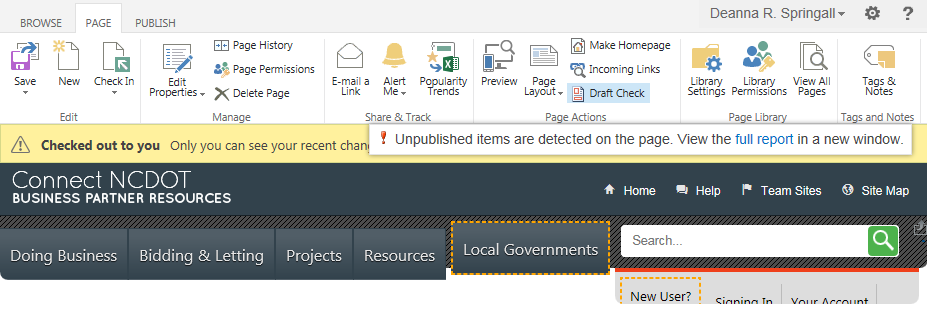 BROWSE PAGE PUBLISH
Deanna R. Springall ?
Save New Check In
Edit Properties
Page History
Page Permissions
Delete Page
E-mail a Link Alert Me Popularity Trends
Preview Page Layout
Make Homepage
Incoming Links
Draft Check
Library Settings Library Permissions View All Pages
Tags & Notes
Edit Manage Share & Track Page Actions Page Library Tags and Notes
Checked out to you Only you can see your recent chan
Unpublished items are detected on the page. View the full report in a new window.
Connect NCDOT
BUSINESS PARTNER RESOURCES
Home Help Team Sites Site Map
Doing Business Bidding & Letting Projects Resources Local Governments
Search...
New User? Signing In Your Account